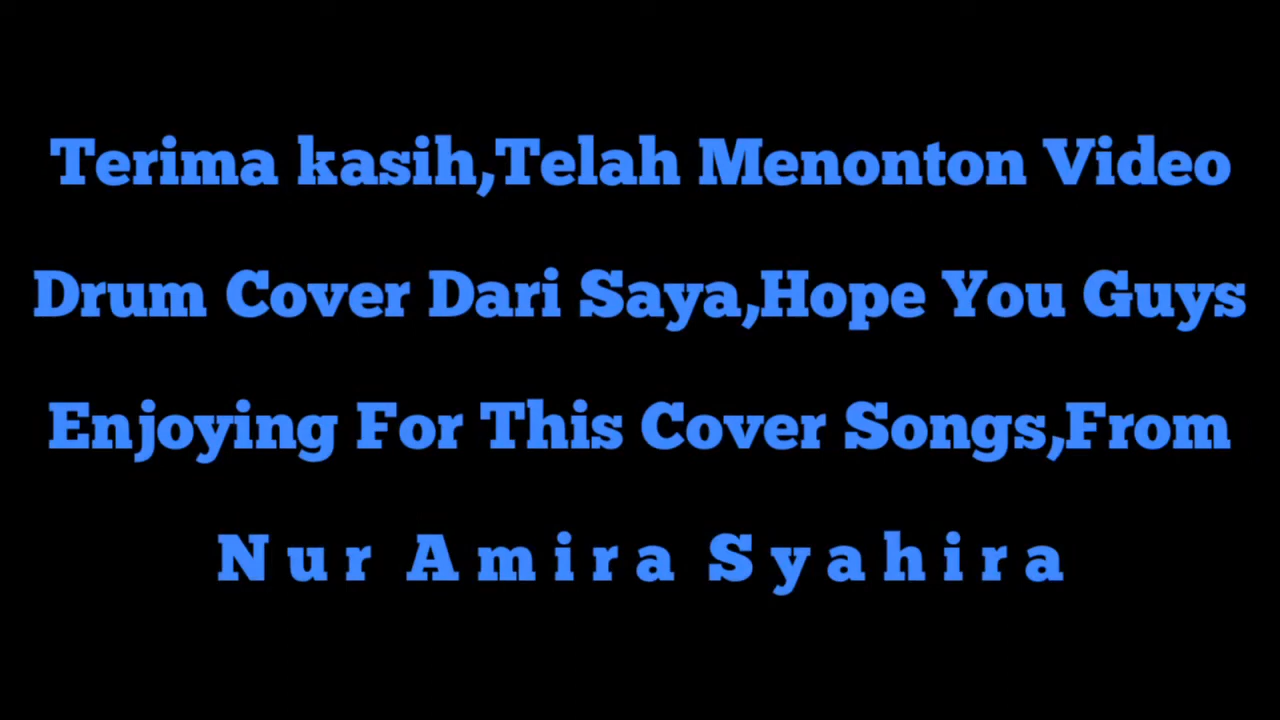 Terima kasih,Telah Menonton Video
Drum Cover Dari Saya,Hope You Guys
Enjoying For This Cover Songs,From
N u r A m i r a S y a h i r a